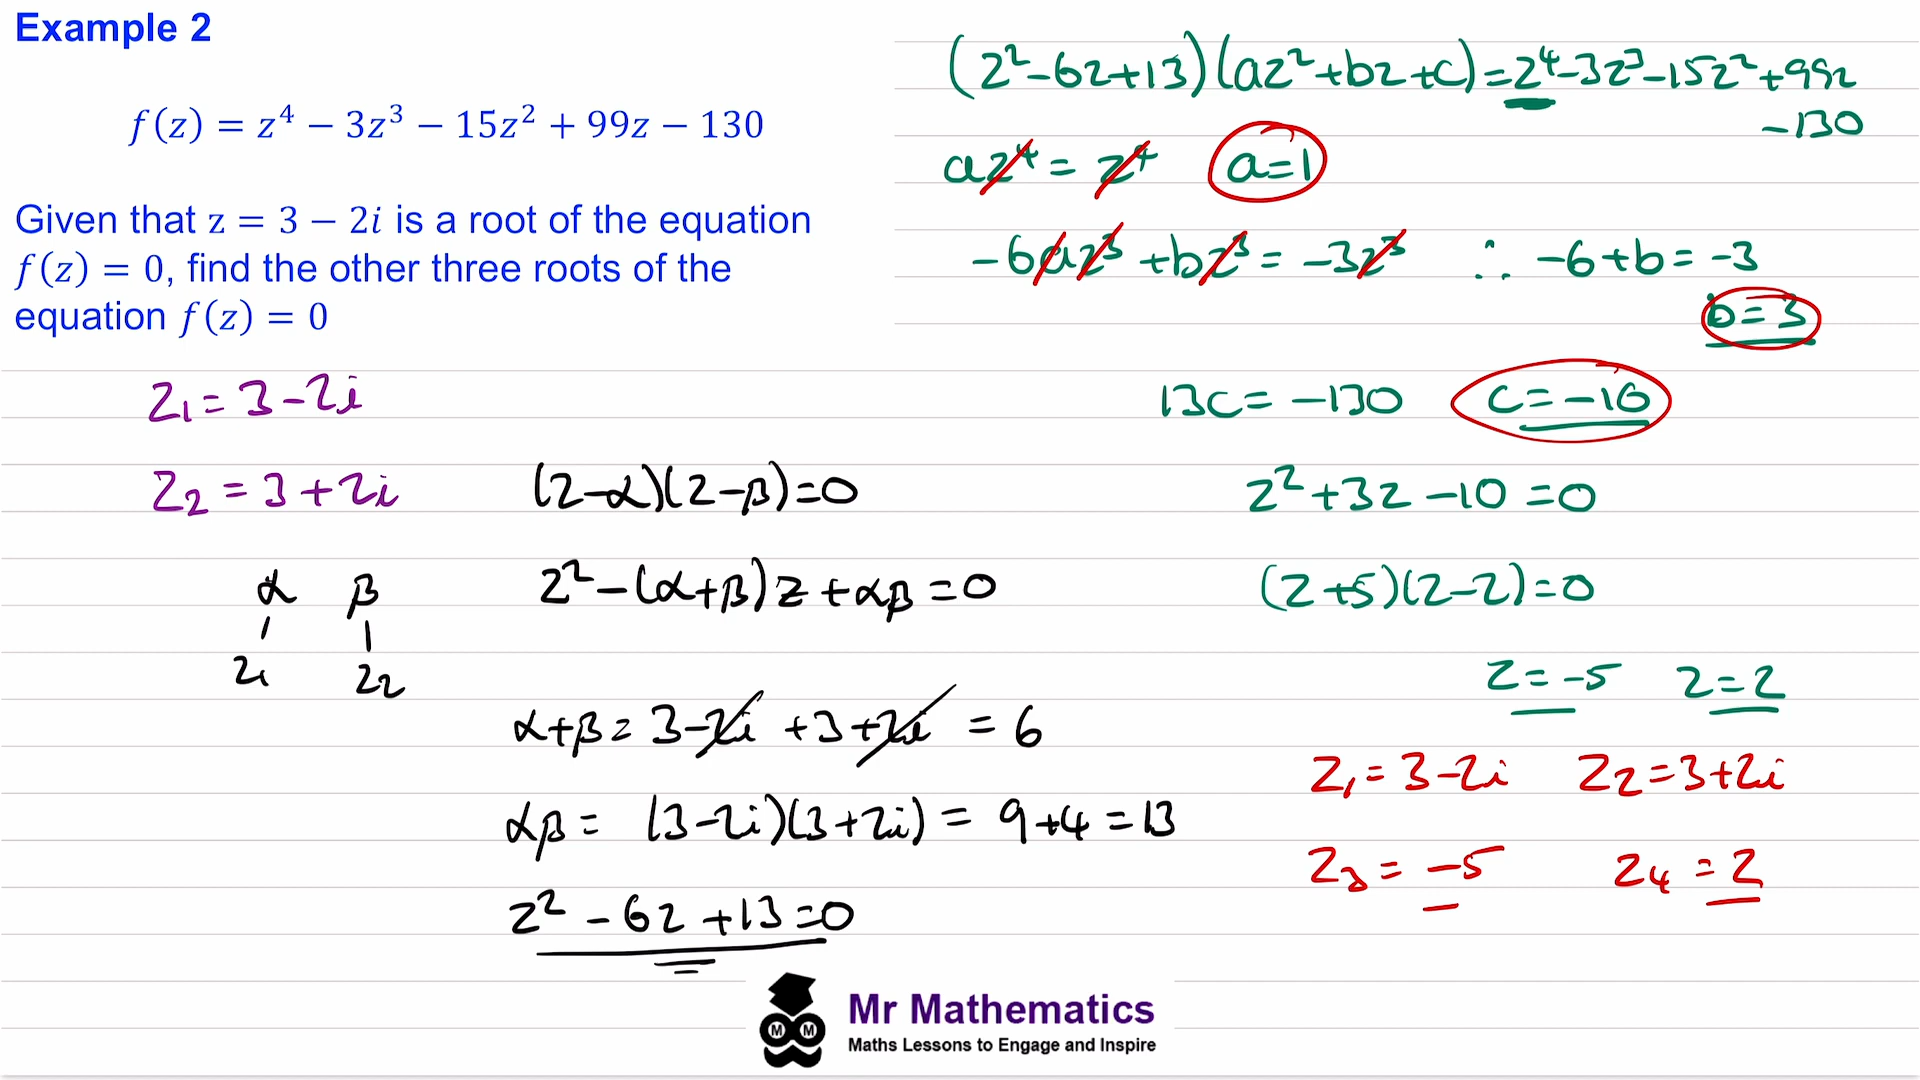 Example 2
f(z) = z⁴ − 3z³ − 15z² + 99z − 130
Given that z = 3 − 2i is a root of the equation
f(z) = 0, find the other three roots of the
equation f(z) = 0
z₁ = 3 − 2i
z₂ = 3 + 2i
α β
z₁ z₂
(z−α)(z−β)=0
z² − (α+β)z + αβ = 0
α+β = 3−2i + 3+2i = 6
αβ = (3−2i)(3+2i) = 9+4 = 13
z² − 6z + 13 = 0
(z² − 6z + 13)(az² + bz + c) = z⁴ − 3z³ − 15z² + 99z
− 130
az⁴ = z⁴ a=1
−6az³ + bz³ = −3z³ ∴ −6+b = −3
b=3
13c = −130 c = −10
z² + 3z − 10 = 0
(z+5)(z−2)=0
z = −5 z = 2
z₁ = 3−2i z₂ = 3+2i
z₃ = −5 z₄ = 2
M M
Mr Mathematics
Maths Lessons to Engage and Inspire